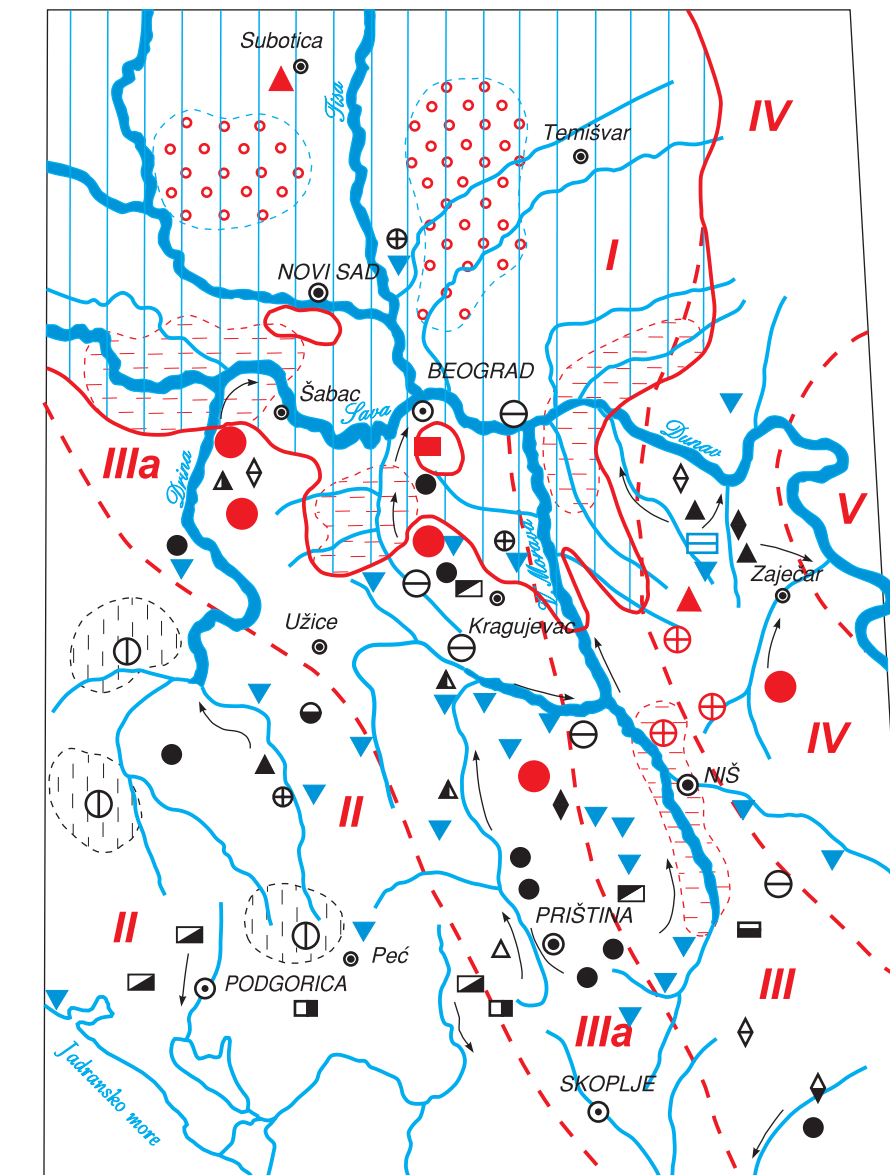 Subotica
Tisa
IV
Temišvar
I
NOVI SAD
BEOGRAD
Šabac
Sava
Dunav
IIIa
Drina
V
V. Morava
Zaječar
Užice
Kragujevac
IV
NIŠ
II
II
PRIŠTINA
Peć
PODGORICA
III
IIIa
Jadransko more
SKOPLJE